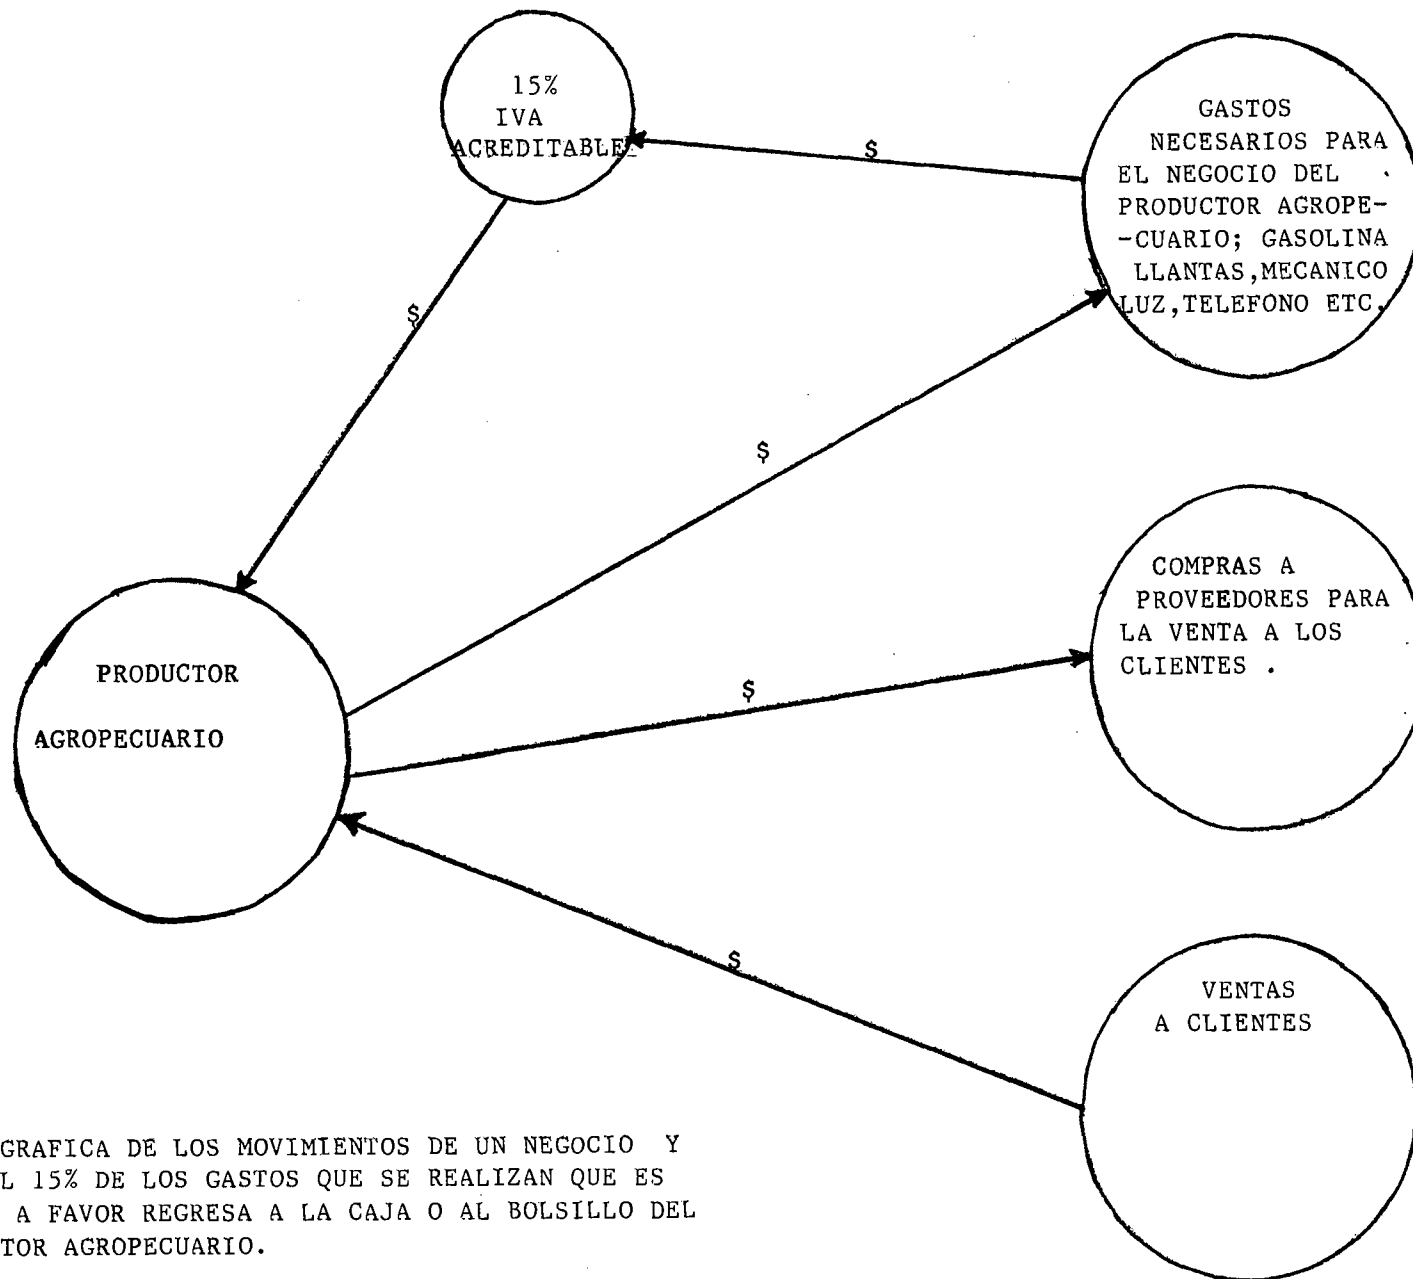 15%
IVA
ACREDITABLE
$
GASTOS
NECESARIOS PARA
EL NEGOCIO DEL
PRODUCTOR AGROPE-
-CUARIO; GASOLINA
LLANTAS,MECANICO
LUZ,TELEFONO ETC.
$
$
COMPRAS A
PROVEEDORES PARA
LA VENTA A LOS
CLIENTES .
PRODUCTOR
AGROPECUARIO
$
$
VENTAS
A CLIENTES
GRAFICA DE LOS MOVIMIENTOS DE UN NEGOCIO Y
L 15% DE LOS GASTOS QUE SE REALIZAN QUE ES
A FAVOR REGRESA A LA CAJA O AL BOLSILLO DEL
TOR AGROPECUARIO.